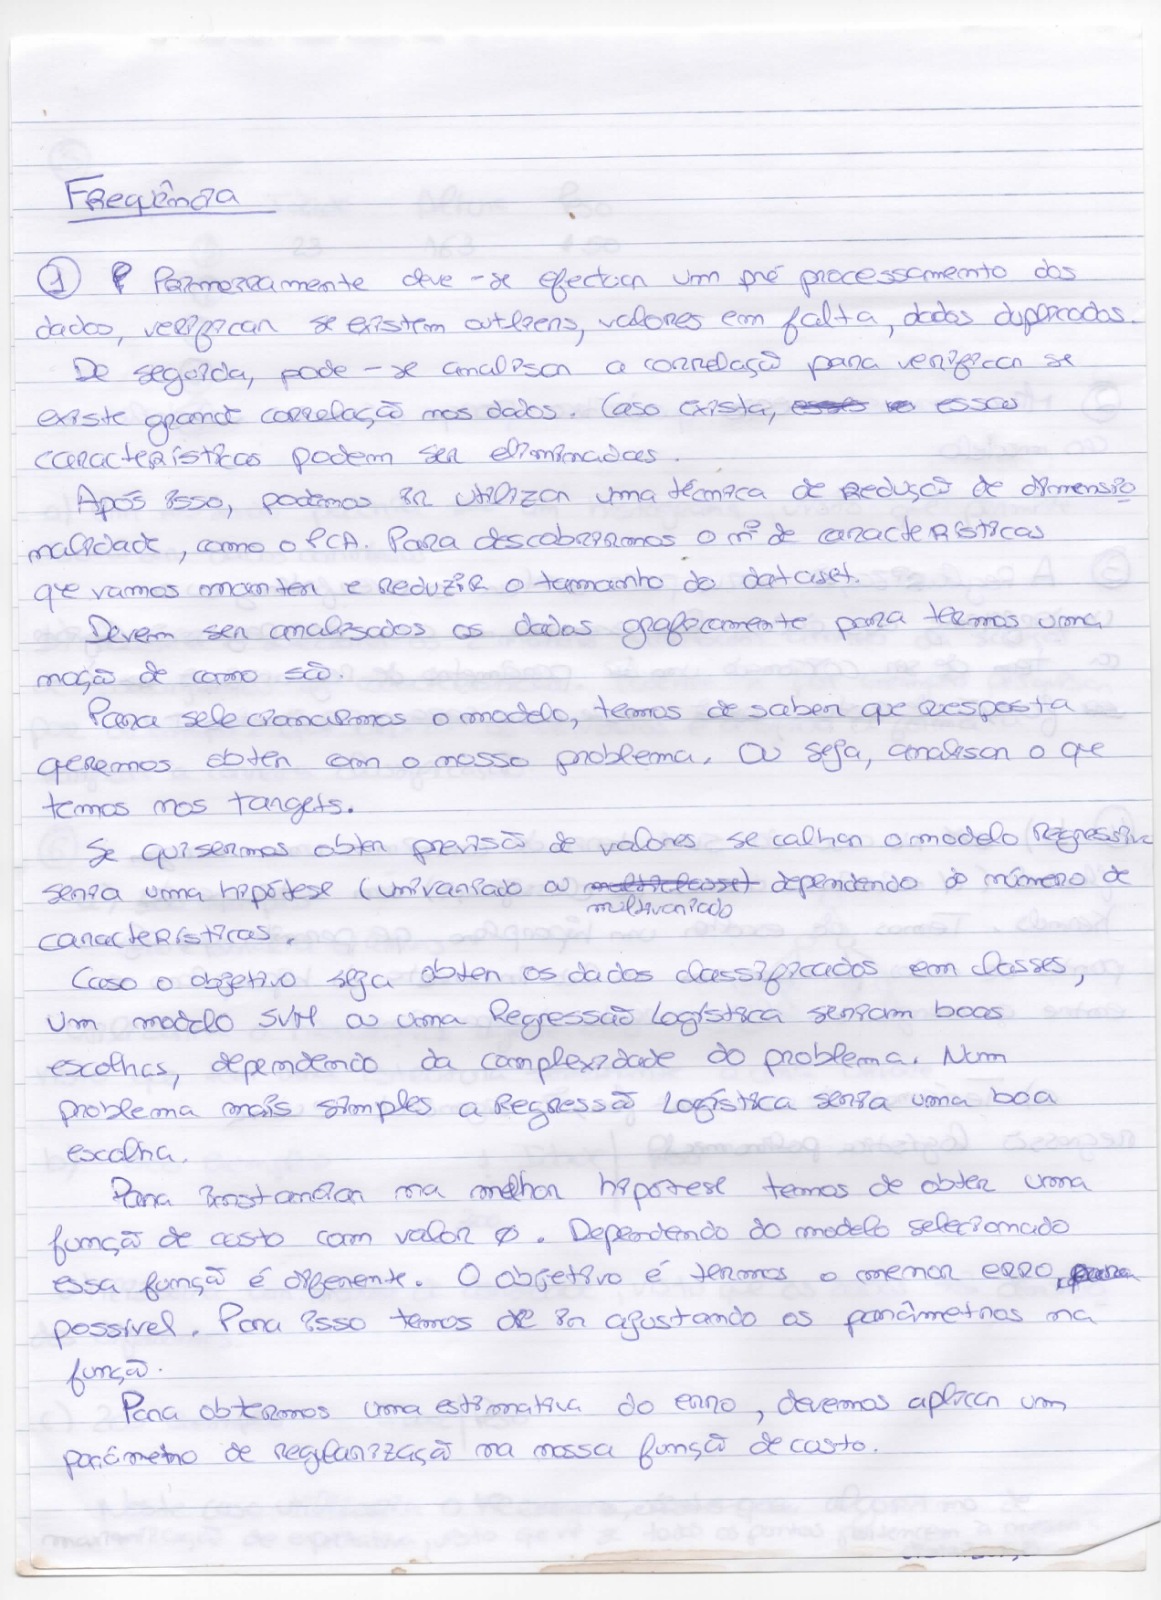 Freqência
① Primeiramente deve-se efectuar um pré processamento dos
dados, verificar se existem outliers, valores em falta, dados duplicados.
De seguida, pode-se analisar a correlação para verificar se
existe grande correlação nos dados. Caso exista, essas
características podem ser eliminadas.
Após isso, podemos ir utilizar uma técnica de redução de dimensio
nalidade, como o PCA. Para descobrirmos o nº de características
que vamos manter e reduzir o tamanho do dataset.
Devem ser analizados os dados graficamente para termos uma
noção de como são.
Para selecionarmos o modelo, temos de saber que resposta
queremos obter com o nosso problema. Ou seja, analisar o que
temos nos targets.
Se quisermos obter previsão de valores se calhar o modelo Regressivo
seria uma hipótese (univariado ou multivariado dependendo do número de
características.
Caso o objetivo seja obter os dados classificados em classes,
um modelo SVM ou uma Regressão Logística seriam boas
escolhas, dependendo da complexidade do problema. Num
problema mais simples a Regressão Logística seria uma boa
escolha.
Para instanciar na melhor hipótese temos de obter uma
função de custo com valor 0. Dependendo do modelo selecionado
essa função é diferente. O objetivo é termos o menor erro
possível. Para isso temos de ir ajustando os parâmetros na
função.
Para obtermos uma estimativa do erro, devemos aplicar um
parâmetro de regularização na nossa função de custo.